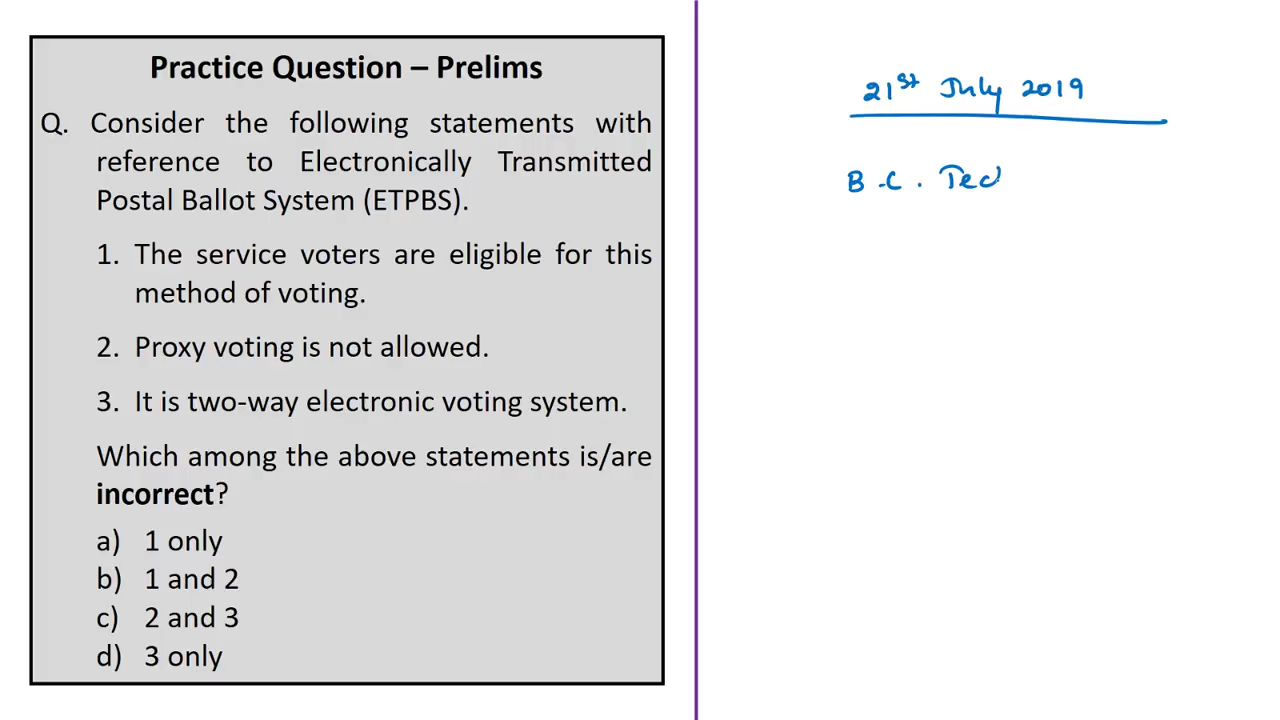 Practice Question – Prelims
Q. Consider the following statements with
reference to Electronically Transmitted
Postal Ballot System (ETPBS).
1. The service voters are eligible for this
method of voting.
2. Proxy voting is not allowed.
3. It is two-way electronic voting system.
Which among the above statements is/are
incorrect?
a) 1 only
b) 1 and 2
c) 2 and 3
d) 3 only
21st July 2019
B.C. Tec